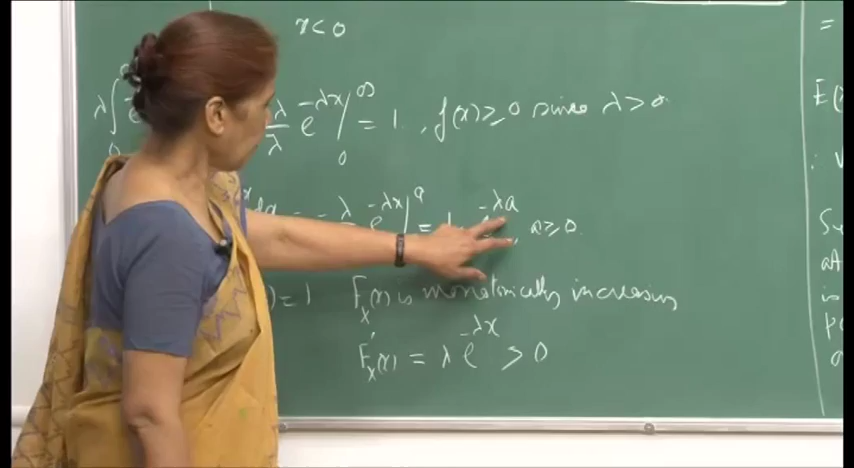 x<0
λ∫ = -λ/λ e^{-λx} |_0^∞ = 1 , f(x) ≥ 0 since λ>0
= -λ/λ e^{-λx} |^a = 1 - e^{-λa} , a ≥ 0
) = 1 F_X(x) is monotonically increasing
F'_X(x) = λ e^{-λx} > 0
=
E(X